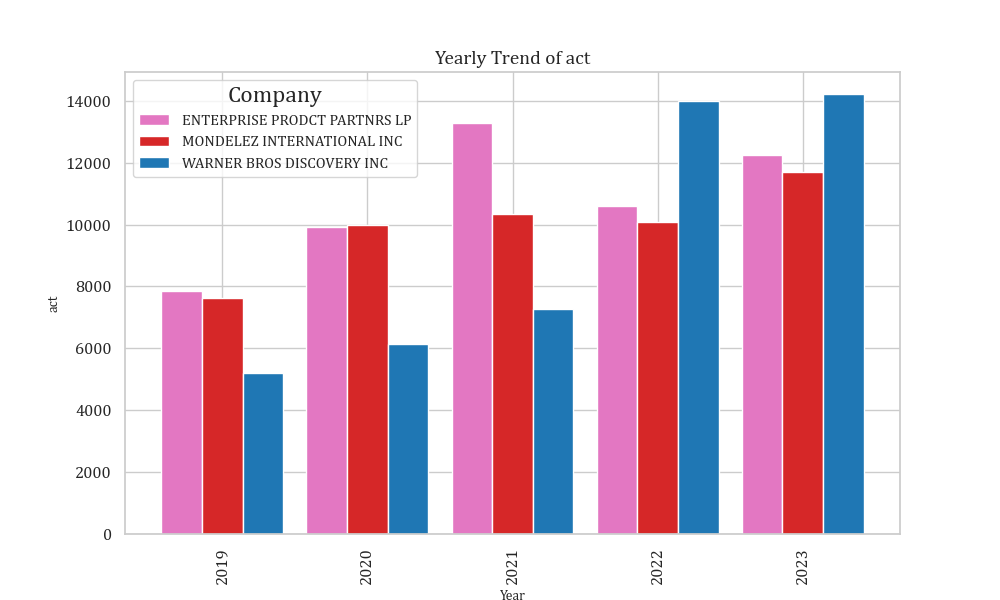 Yearly Trend of act
Company
ENTERPRISE PRODCT PARTNRS LP
MONDELEZ INTERNATIONAL INC
WARNER BROS DISCOVERY INC
14000
12000
10000
8000
6000
4000
2000
0
act
2019
2020
2021
2022
2023
Year